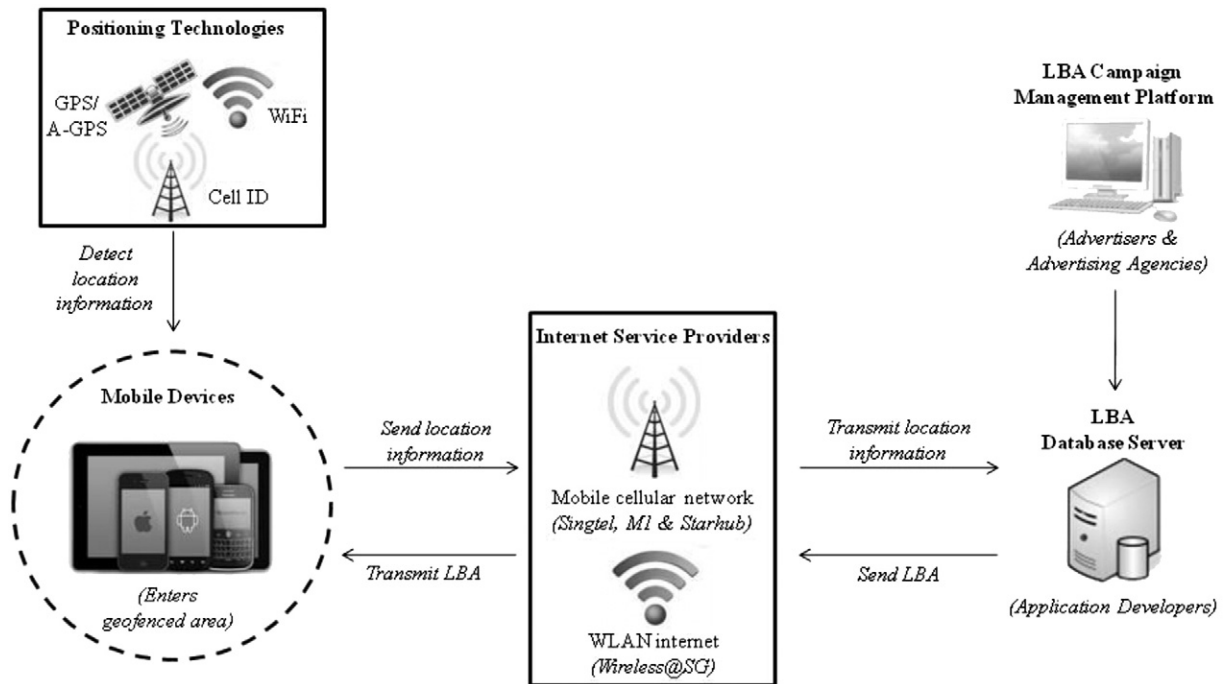 Positioning Technologies
GPS/
A-GPS
WiFi
Cell ID
Detect
location
information
Mobile Devices
(Enters
geofenced area)
Send location
information
Transmit LBA
Internet Service Providers
Mobile cellular network
(Singtel, M1 & Starhub)
WLAN internet
(Wireless@SG)
Transmit location
information
Send LBA
LBA Campaign
Management Platform
(Advertisers &
Advertising Agencies)
LBA
Database Server
(Application Developers)